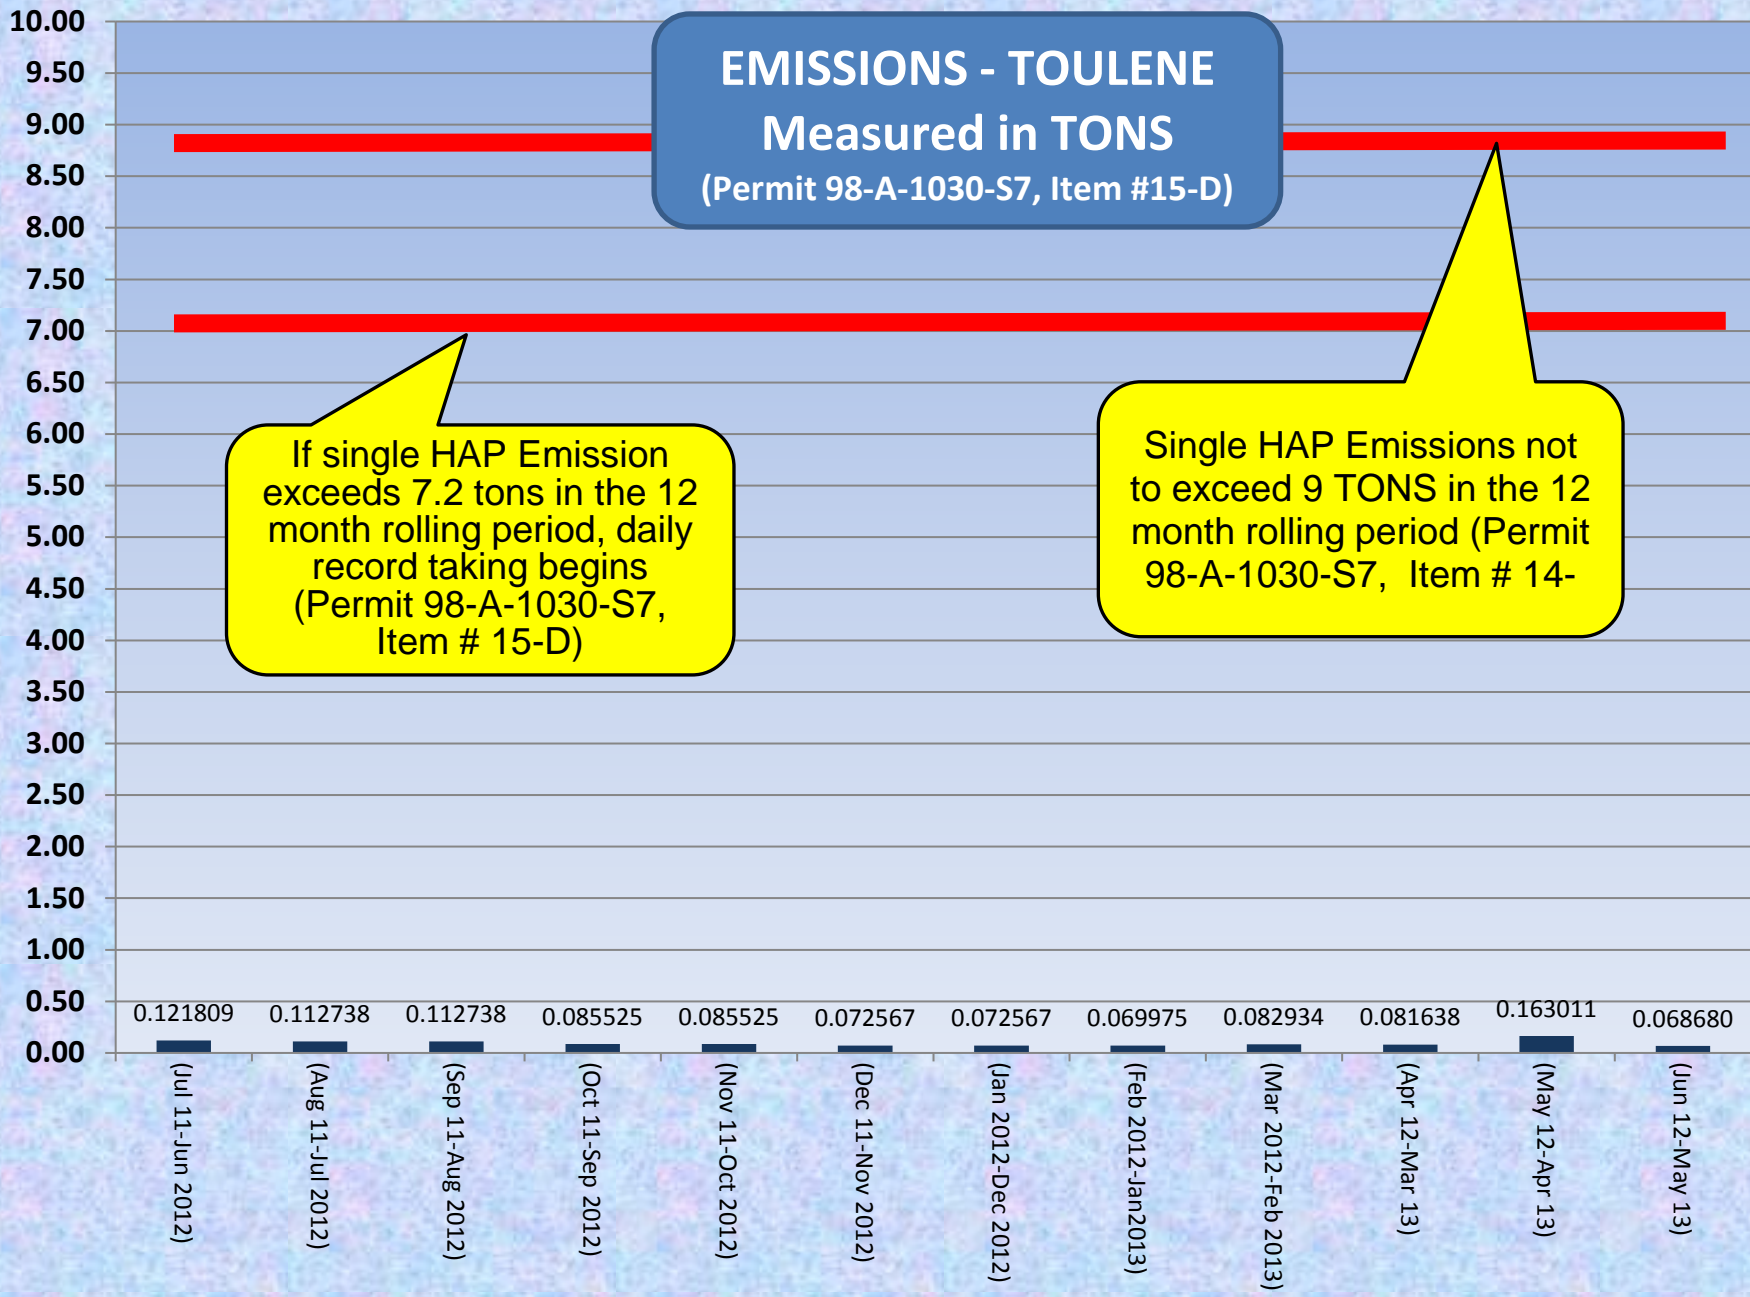 EMISSIONS - TOULENE
Measured in TONS
(Permit 98-A-1030-S7, Item #15-D)
10.00
9.50
9.00
8.50
8.00
7.50
7.00
6.50
6.00
5.50
5.00
4.50
4.00
3.50
3.00
2.50
2.00
1.50
1.00
0.50
0.00
If single HAP Emission
exceeds 7.2 tons in the 12
month rolling period, daily
record taking begins
(Permit 98-A-1030-S7,
Item # 15-D)
Single HAP Emissions not
to exceed 9 TONS in the 12
month rolling period (Permit
98-A-1030-S7,  Item # 14-
0.121809
0.112738
0.112738
0.085525
0.085525
0.072567
0.072567
0.069975
0.082934
0.081638
0.163011
0.068680
(Jul 11-Jun 2012)
(Aug 11-Jul 2012)
(Sep 11-Aug 2012)
(Oct 11-Sep 2012)
(Nov 11-Oct 2012)
(Dec 11-Nov 2012)
(Jan 2012-Dec 2012)
(Feb 2012-Jan2013)
(Mar 2012-Feb 2013)
(Apr 12-Mar 13)
(May 12-Apr 13)
(Jun 12-May 13)